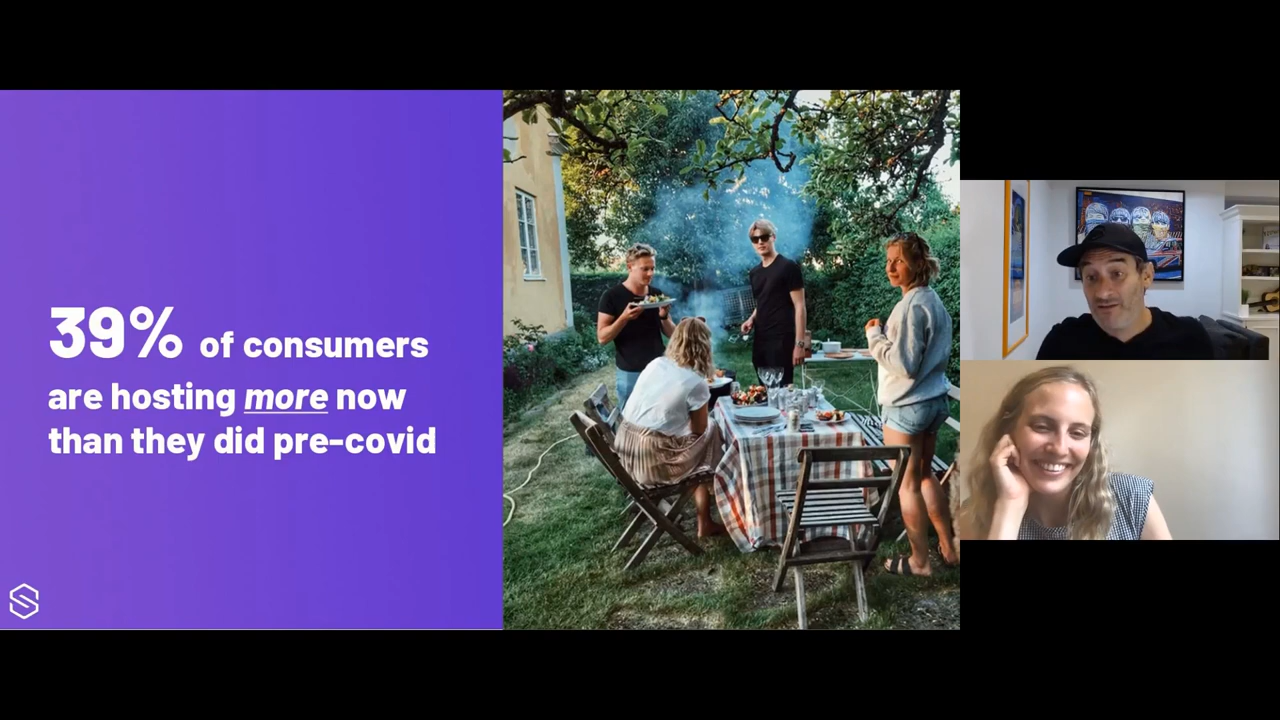 39% of consumers
are hosting more now
than they did pre-covid